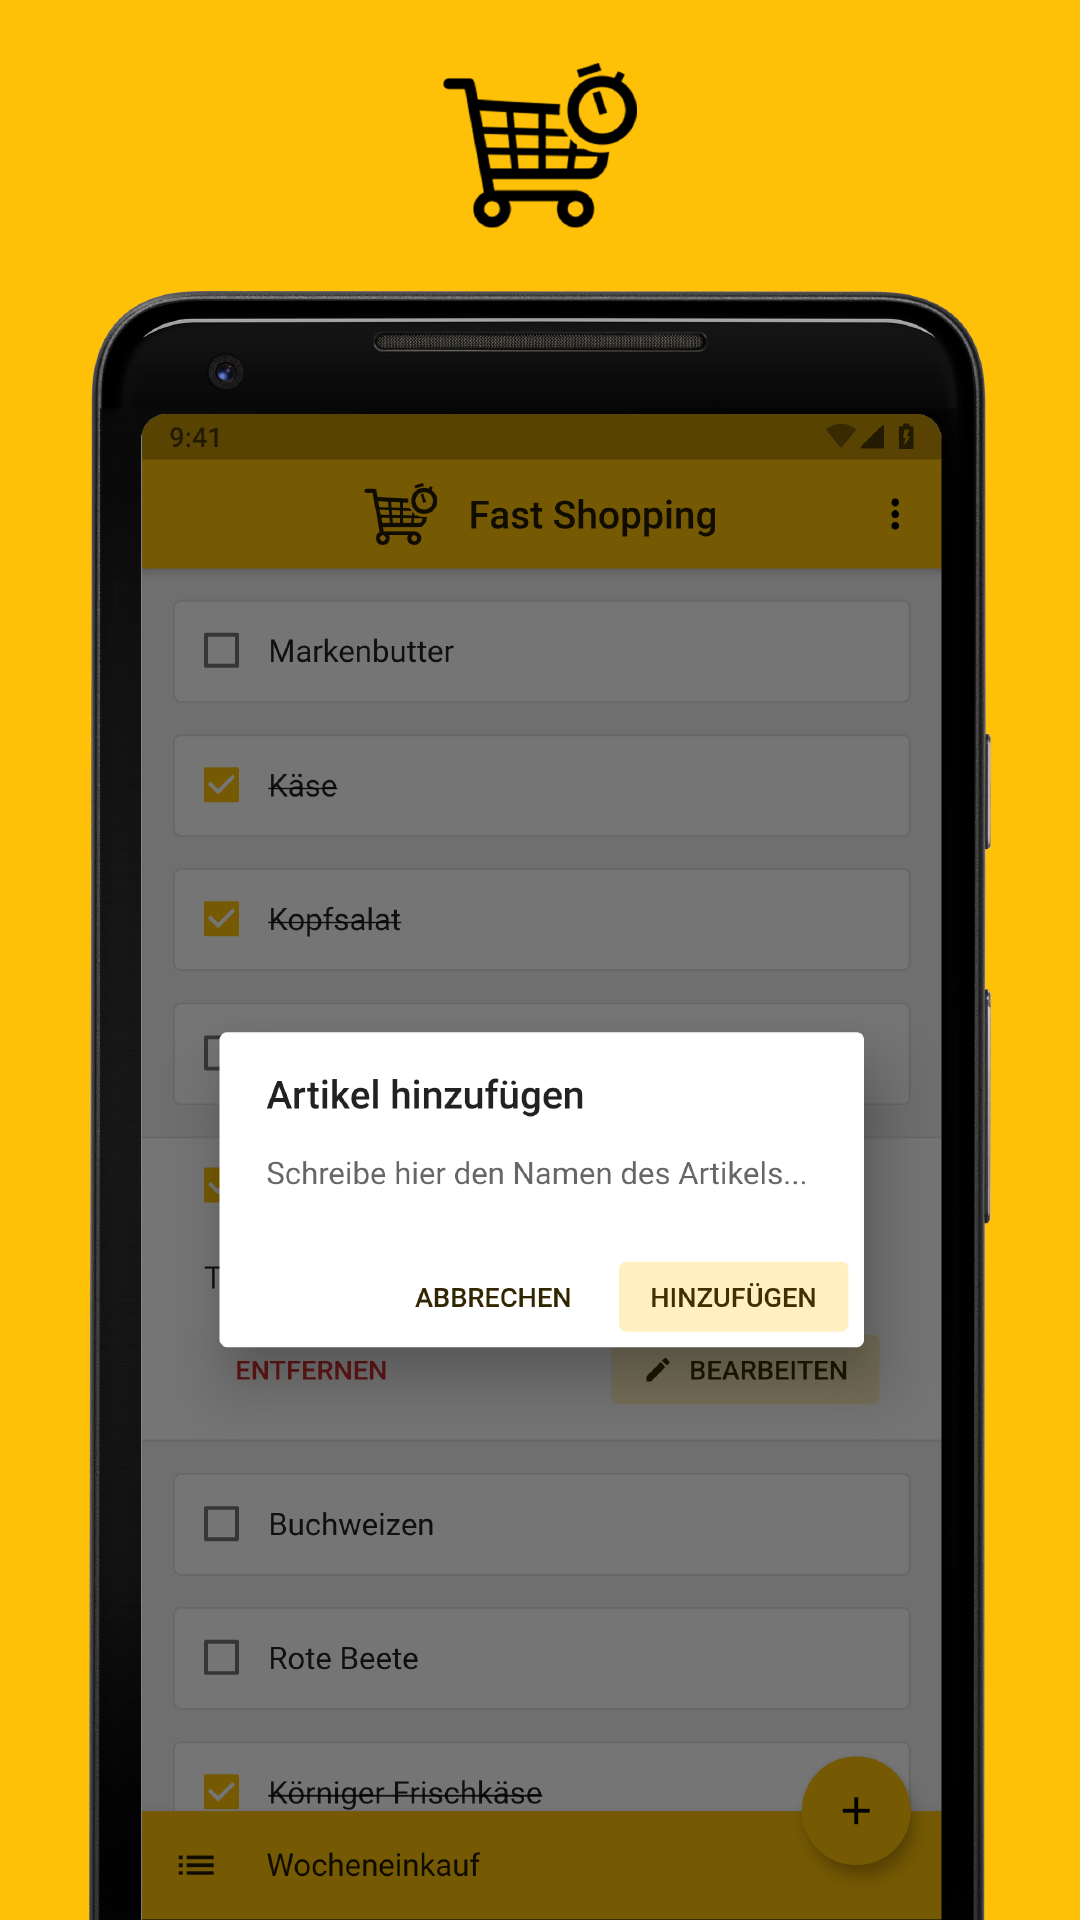 9:41
Fast Shopping
Markenbutter
Käse
Kopfsalat
Artikel hinzufügen
Schreibe hier den Namen des Artikels...
T
ABBRECHEN HINZUFÜGEN
ENTFERNEN BEARBEITEN
Buchweizen
Rote Beete
Körniger Frischkäse
Wocheneinkauf